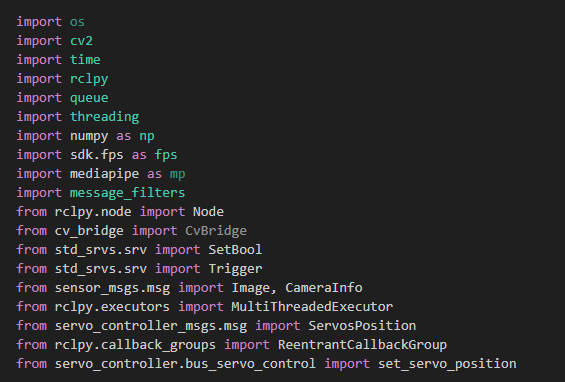 import os
import cv2
import time
import rclpy
import queue
import threading
import numpy as np
import sdk.fps as fps
import mediapipe as mp
import message_filters
from rclpy.node import Node
from cv_bridge import CvBridge
from std_srvs.srv import SetBool
from std_srvs.srv import Trigger
from sensor_msgs.msg import Image, CameraInfo
from rclpy.executors import MultiThreadedExecutor
from servo_controller_msgs.msg import ServosPosition
from rclpy.callback_groups import ReentrantCallbackGroup
from servo_controller.bus_servo_control import set_servo_position